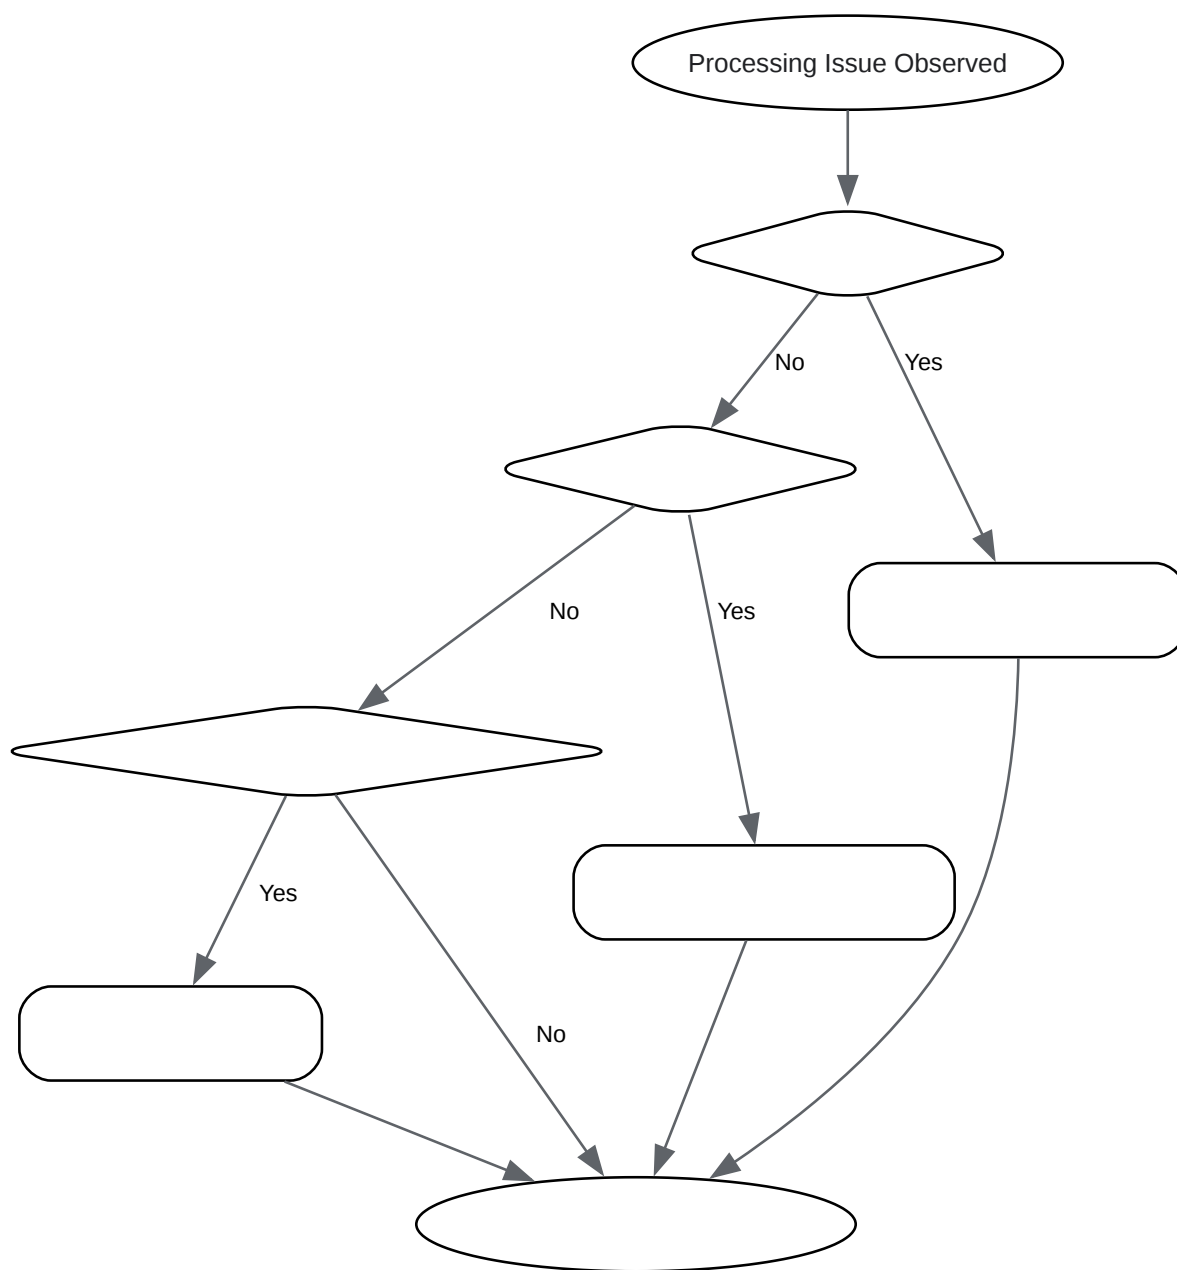 Processing Issue Observed
No
Yes
No
Yes
Yes
No